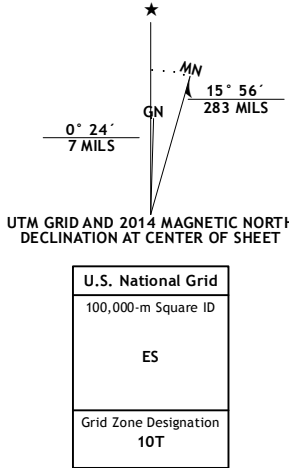 ★
MN
GN
15° 56´
283 MILS
0° 24´
7 MILS
UTM GRID AND 2014 MAGNETIC NORTH
DECLINATION AT CENTER OF SHEET
U.S. National Grid
100,000-m Square ID
ES
Grid Zone Designation
10T